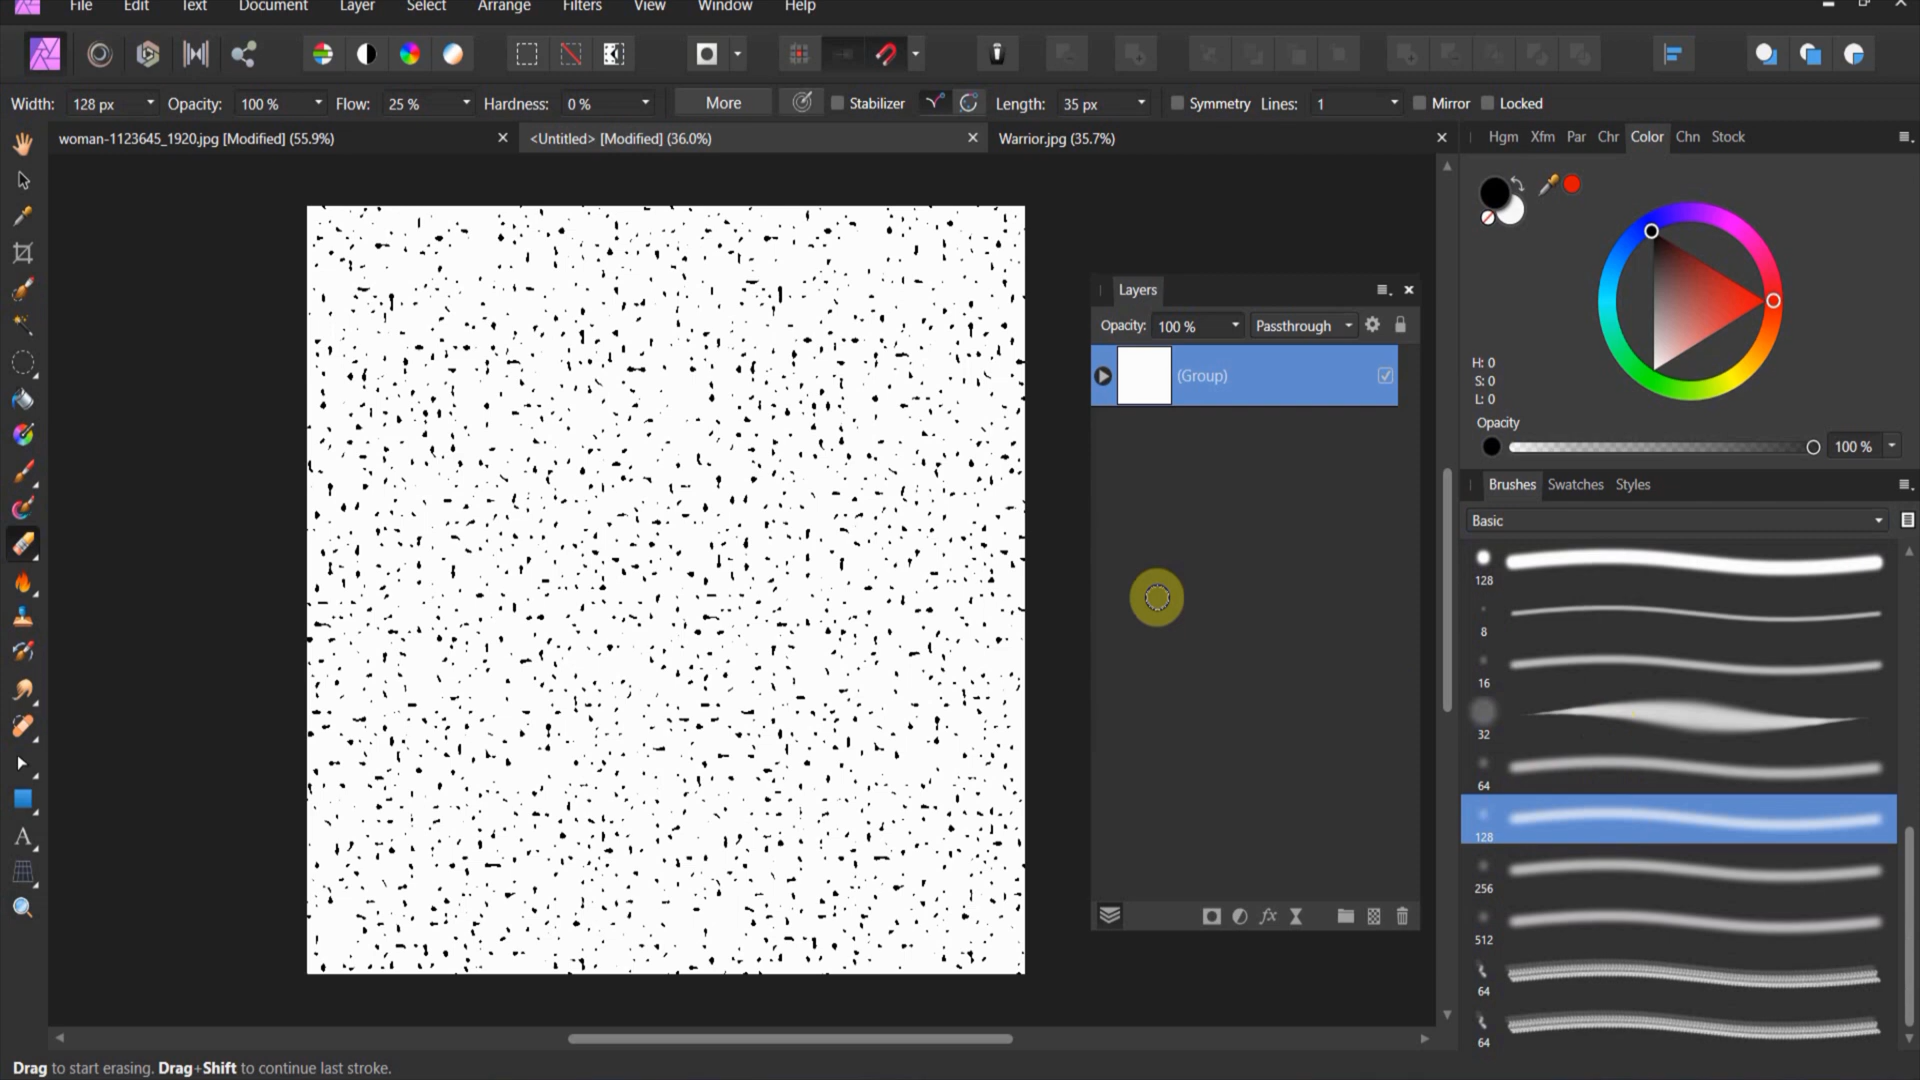 File Edit Text Document Layer Select Arrange Filters View Window Help
Width: 128 px Opacity: 100 % Flow: 25 % Hardness: 0 % More Stabilizer Length: 35 px Symmetry Lines: 1 Mirror Locked
woman-1123645_1920.jpg [Modified] (55.9%) <Untitled> [Modified] (36.0%) Warrior.jpg (35.7%)
Hgm Xfm Par Chr Color Chn Stock
H: 0
S: 0
L: 0
Opacity
100 %
Layers
Opacity: 100 % Passthrough
(Group)
fx
Brushes Swatches Styles
Basic
128
8
16
32
64
128
256
512
64
64
A
Drag to start erasing. Drag+Shift to continue last stroke.